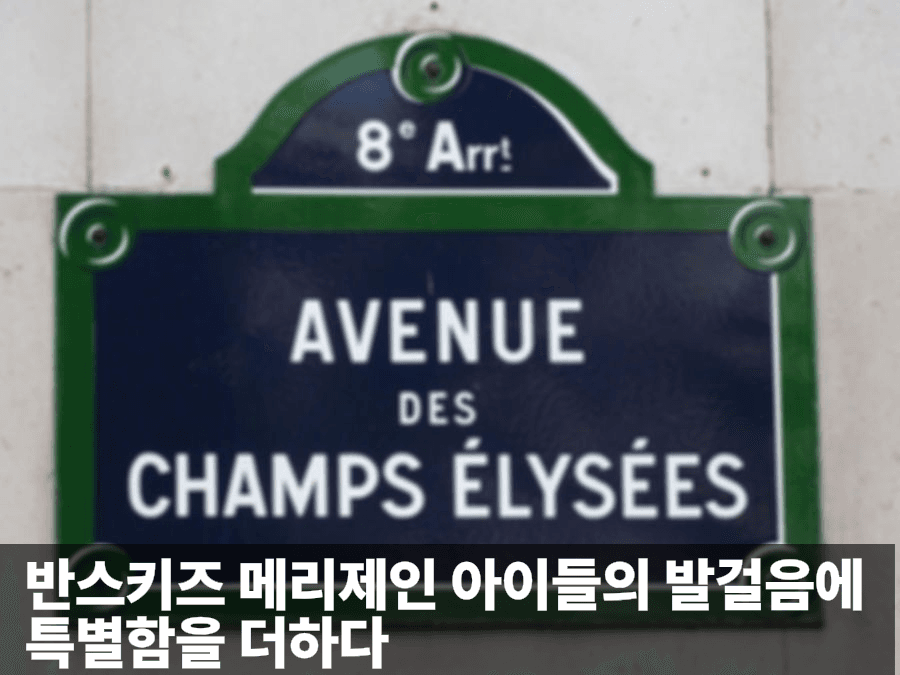 8e Arrt
AVENUE
DES
CHAMPS ÉLYSÉES
반스키즈 메리제인 아이들의 발걸음에
특별함을 더하다